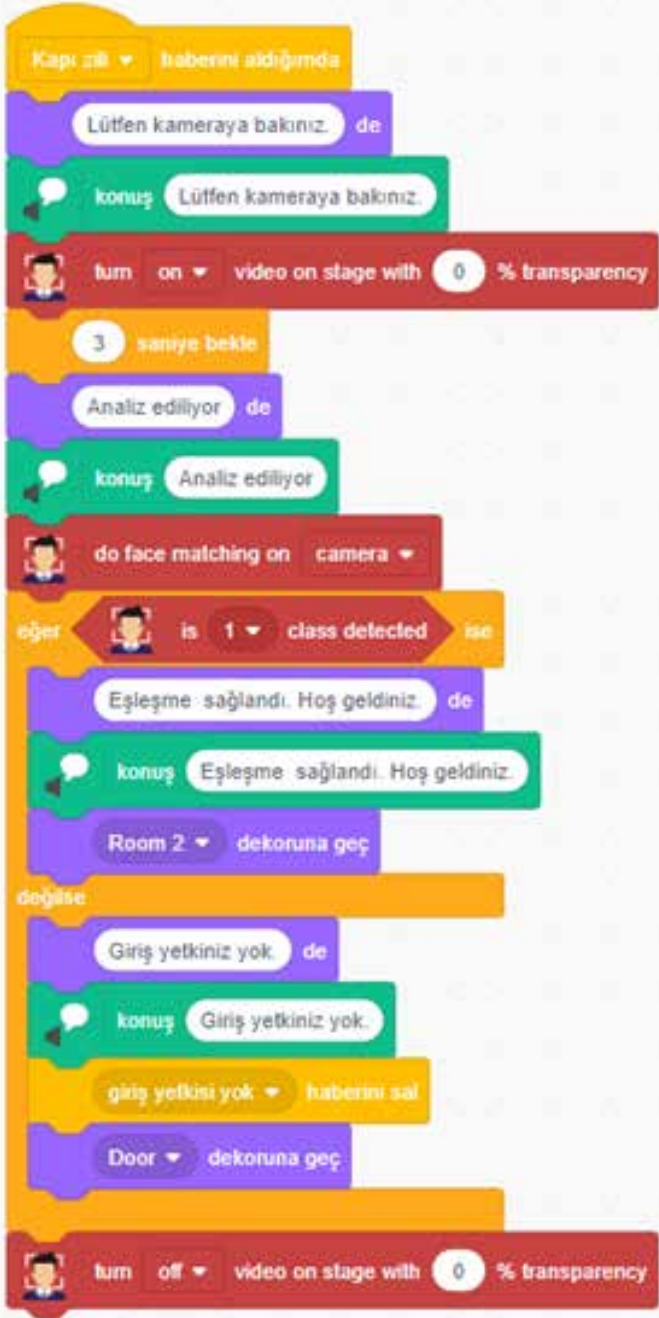 Kapı zili haberini aldığımda
Lütfen kameraya bakınız. de
konuş Lütfen kameraya bakınız.
turn on video on stage with 0 % transparency
3 saniye bekle
Analiz ediliyor de
konuş Analiz ediliyor
do face matching on camera
eğer is 1 class detected ise
Eşleşme sağlandı. Hoş geldiniz. de
konuş Eşleşme sağlandı. Hoş geldiniz.
Room 2 dekoruna geç
değilse
Giriş yetkiniz yok. de
konuş Giriş yetkiniz yok.
giriş yetkisi yok haberini sal
Door dekoruna geç
turn off video on stage with 0 % transparency